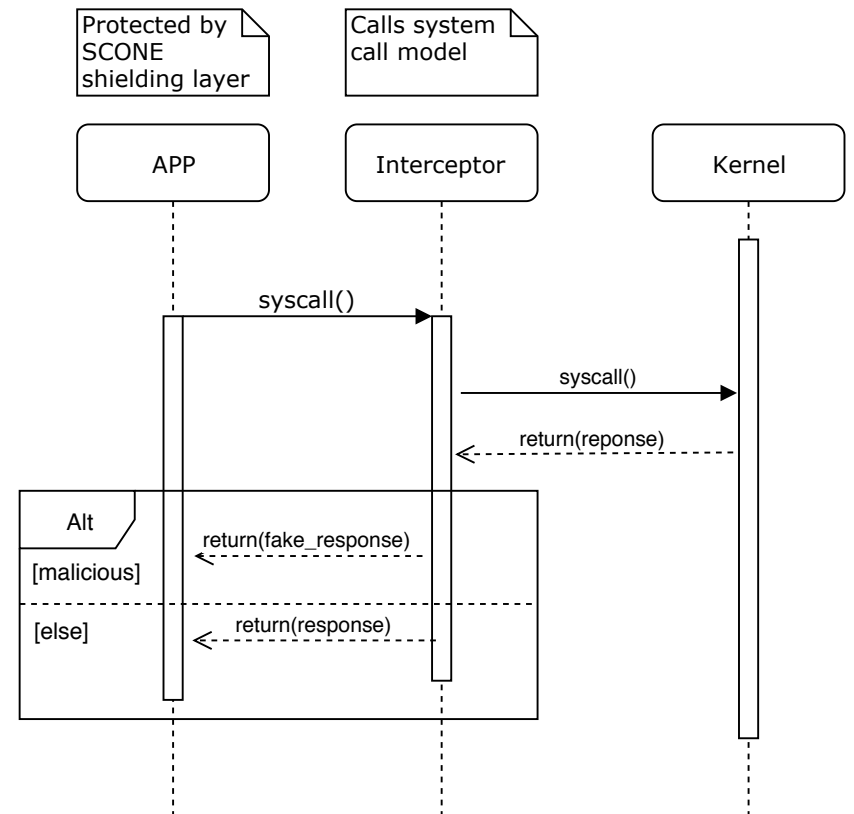 Protected by
SCONE
shielding layer
Calls system
call model
APP
Interceptor
Kernel
syscall()
syscall()
return(reponse)
Alt
return(fake_response)
[malicious]
return(response)
[else]